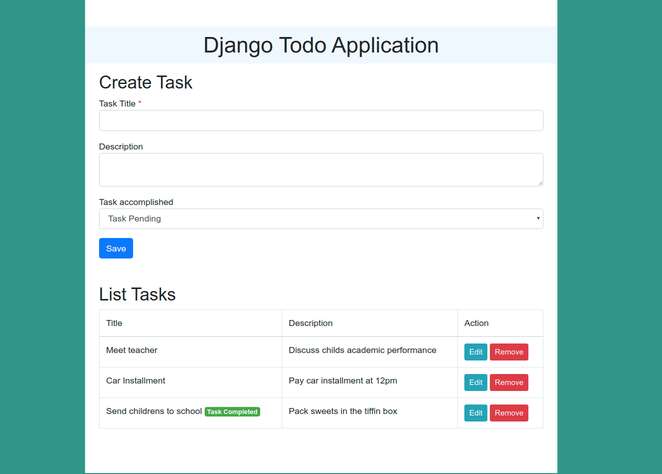 Django Todo Application
Create Task
Task Title *
Description
Task accomplished
Task Pending
Save
List Tasks
Title Description Action
Meet teacher Discuss childs academic performance Edit Remove
Car Installment Pay car installment at 12pm Edit Remove
Send childrens to school Task Completed Pack sweets in the tiffin box Edit Remove